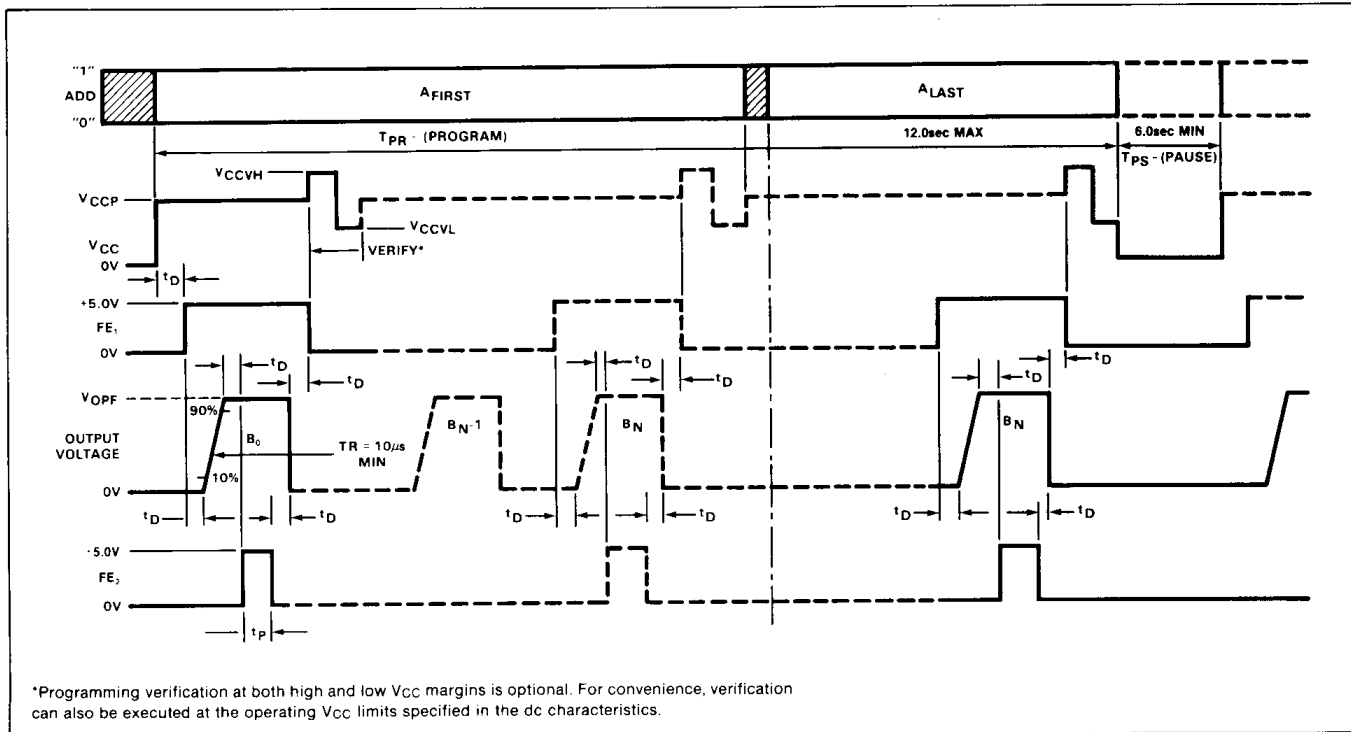 "1"
ADD
"0"
A FIRST
A LAST
TPR - (PROGRAM)
12.0sec MAX
6.0sec MIN
TPS - (PAUSE)
VCCVH
VCCP
VCCVL
VERIFY*
VCC
0V
tD
+5.0V
FE1
0V
tD
tD
tD
tD
tD
tD
VOPF
90%
OUTPUT
VOLTAGE
B0
TR = 10μs
MIN
10%
BN-1
BN
BN
0V
tD
tD
tD
tD
tD
tD
-5.0V
FE2
0V
tP
*Programming verification at both high and low VCC margins is optional. For convenience, verification
can also be executed at the operating VCC limits specified in the dc characteristics.